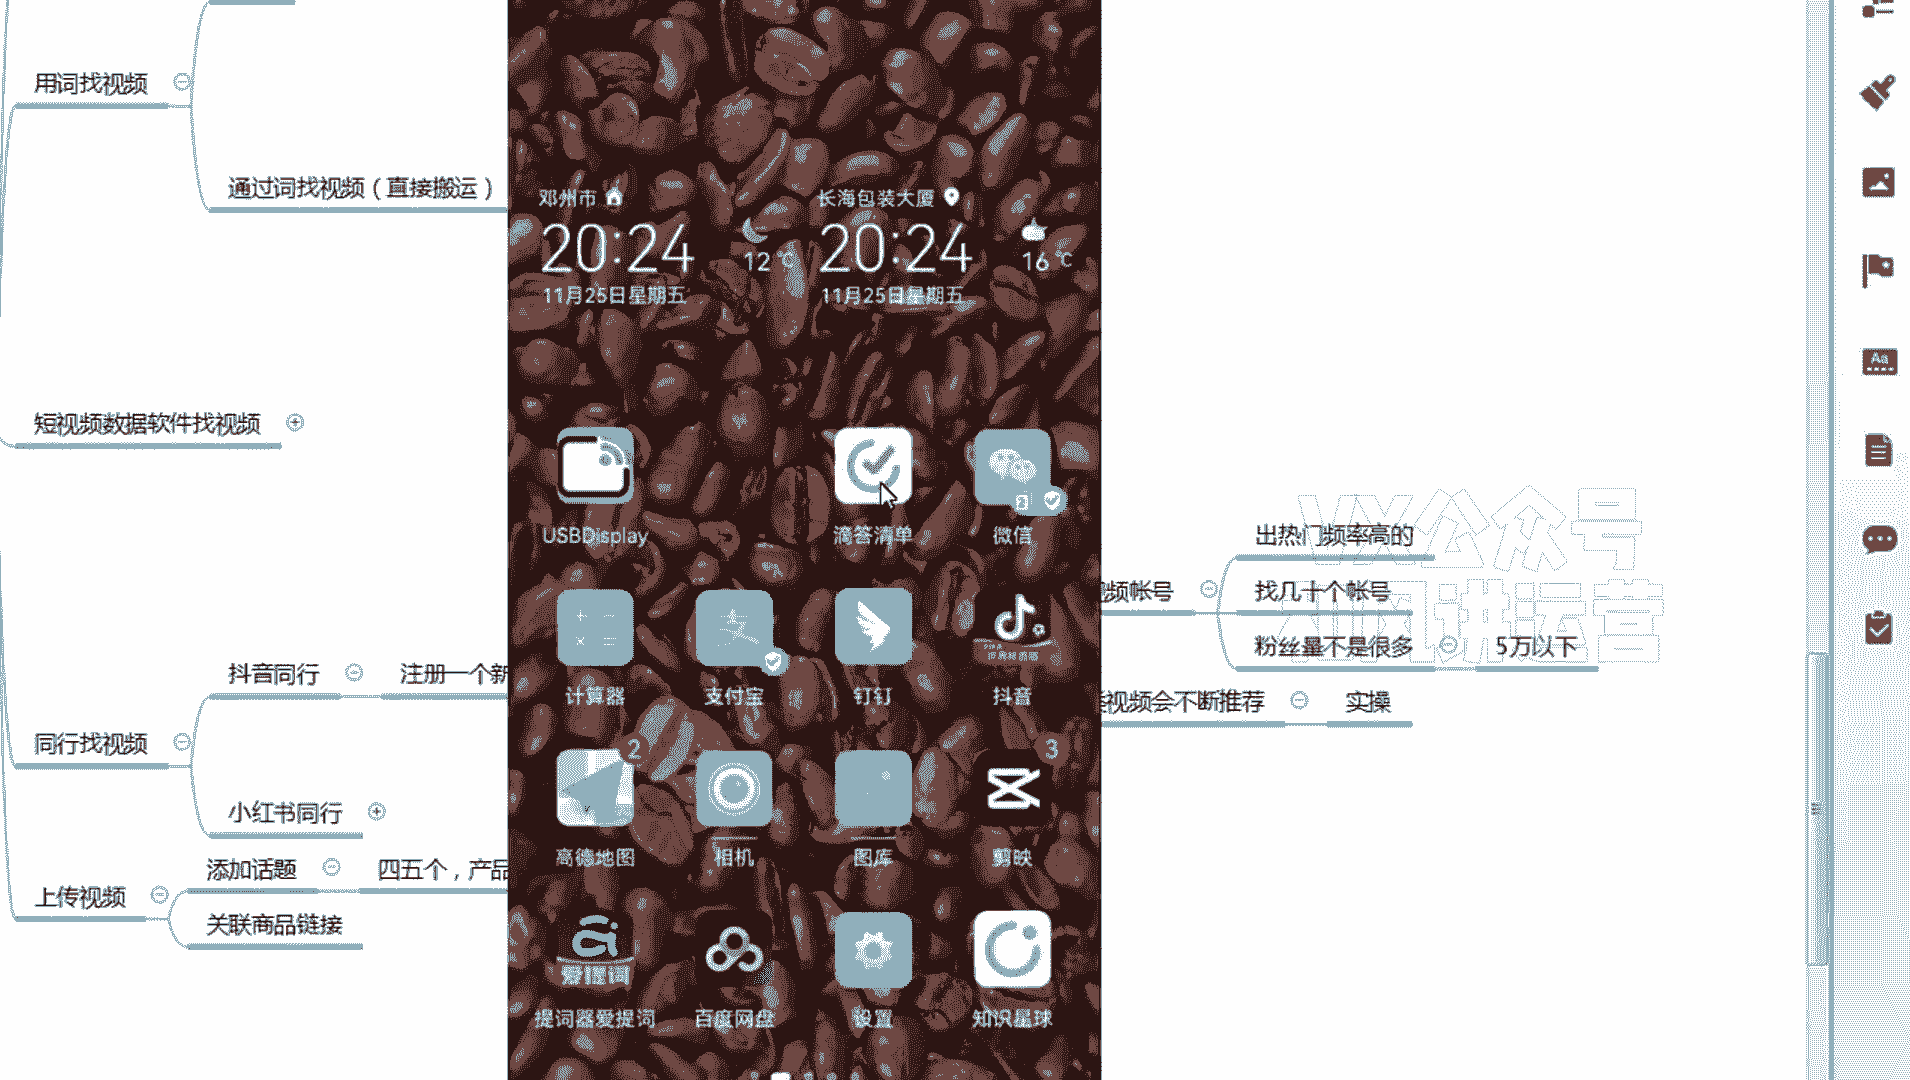 用词找视频
通过词找视频（直接搬运）
短视频数据软件找视频
抖音同行
注册一个新
同行找视频
小红书同行
添加话题
四五个，产品
上传视频
关联商品链接
邓州市
20:24
12℃
11月25日星期五
长海包装大厦
20:24
16℃
11月25日星期五
USBDisplay
滴答清单
微信
计算器
支付宝
钉钉
抖音
2
3
高德地图
相机
图库
剪映
爱提词
提词器爱提词
百度网盘
设置
知识星球
视频帐号
出热门频率高的
找几十个帐号
粉丝量不是很多
5万以下
视频会不断推荐
实操
VX公众号
风讲运营
Aa